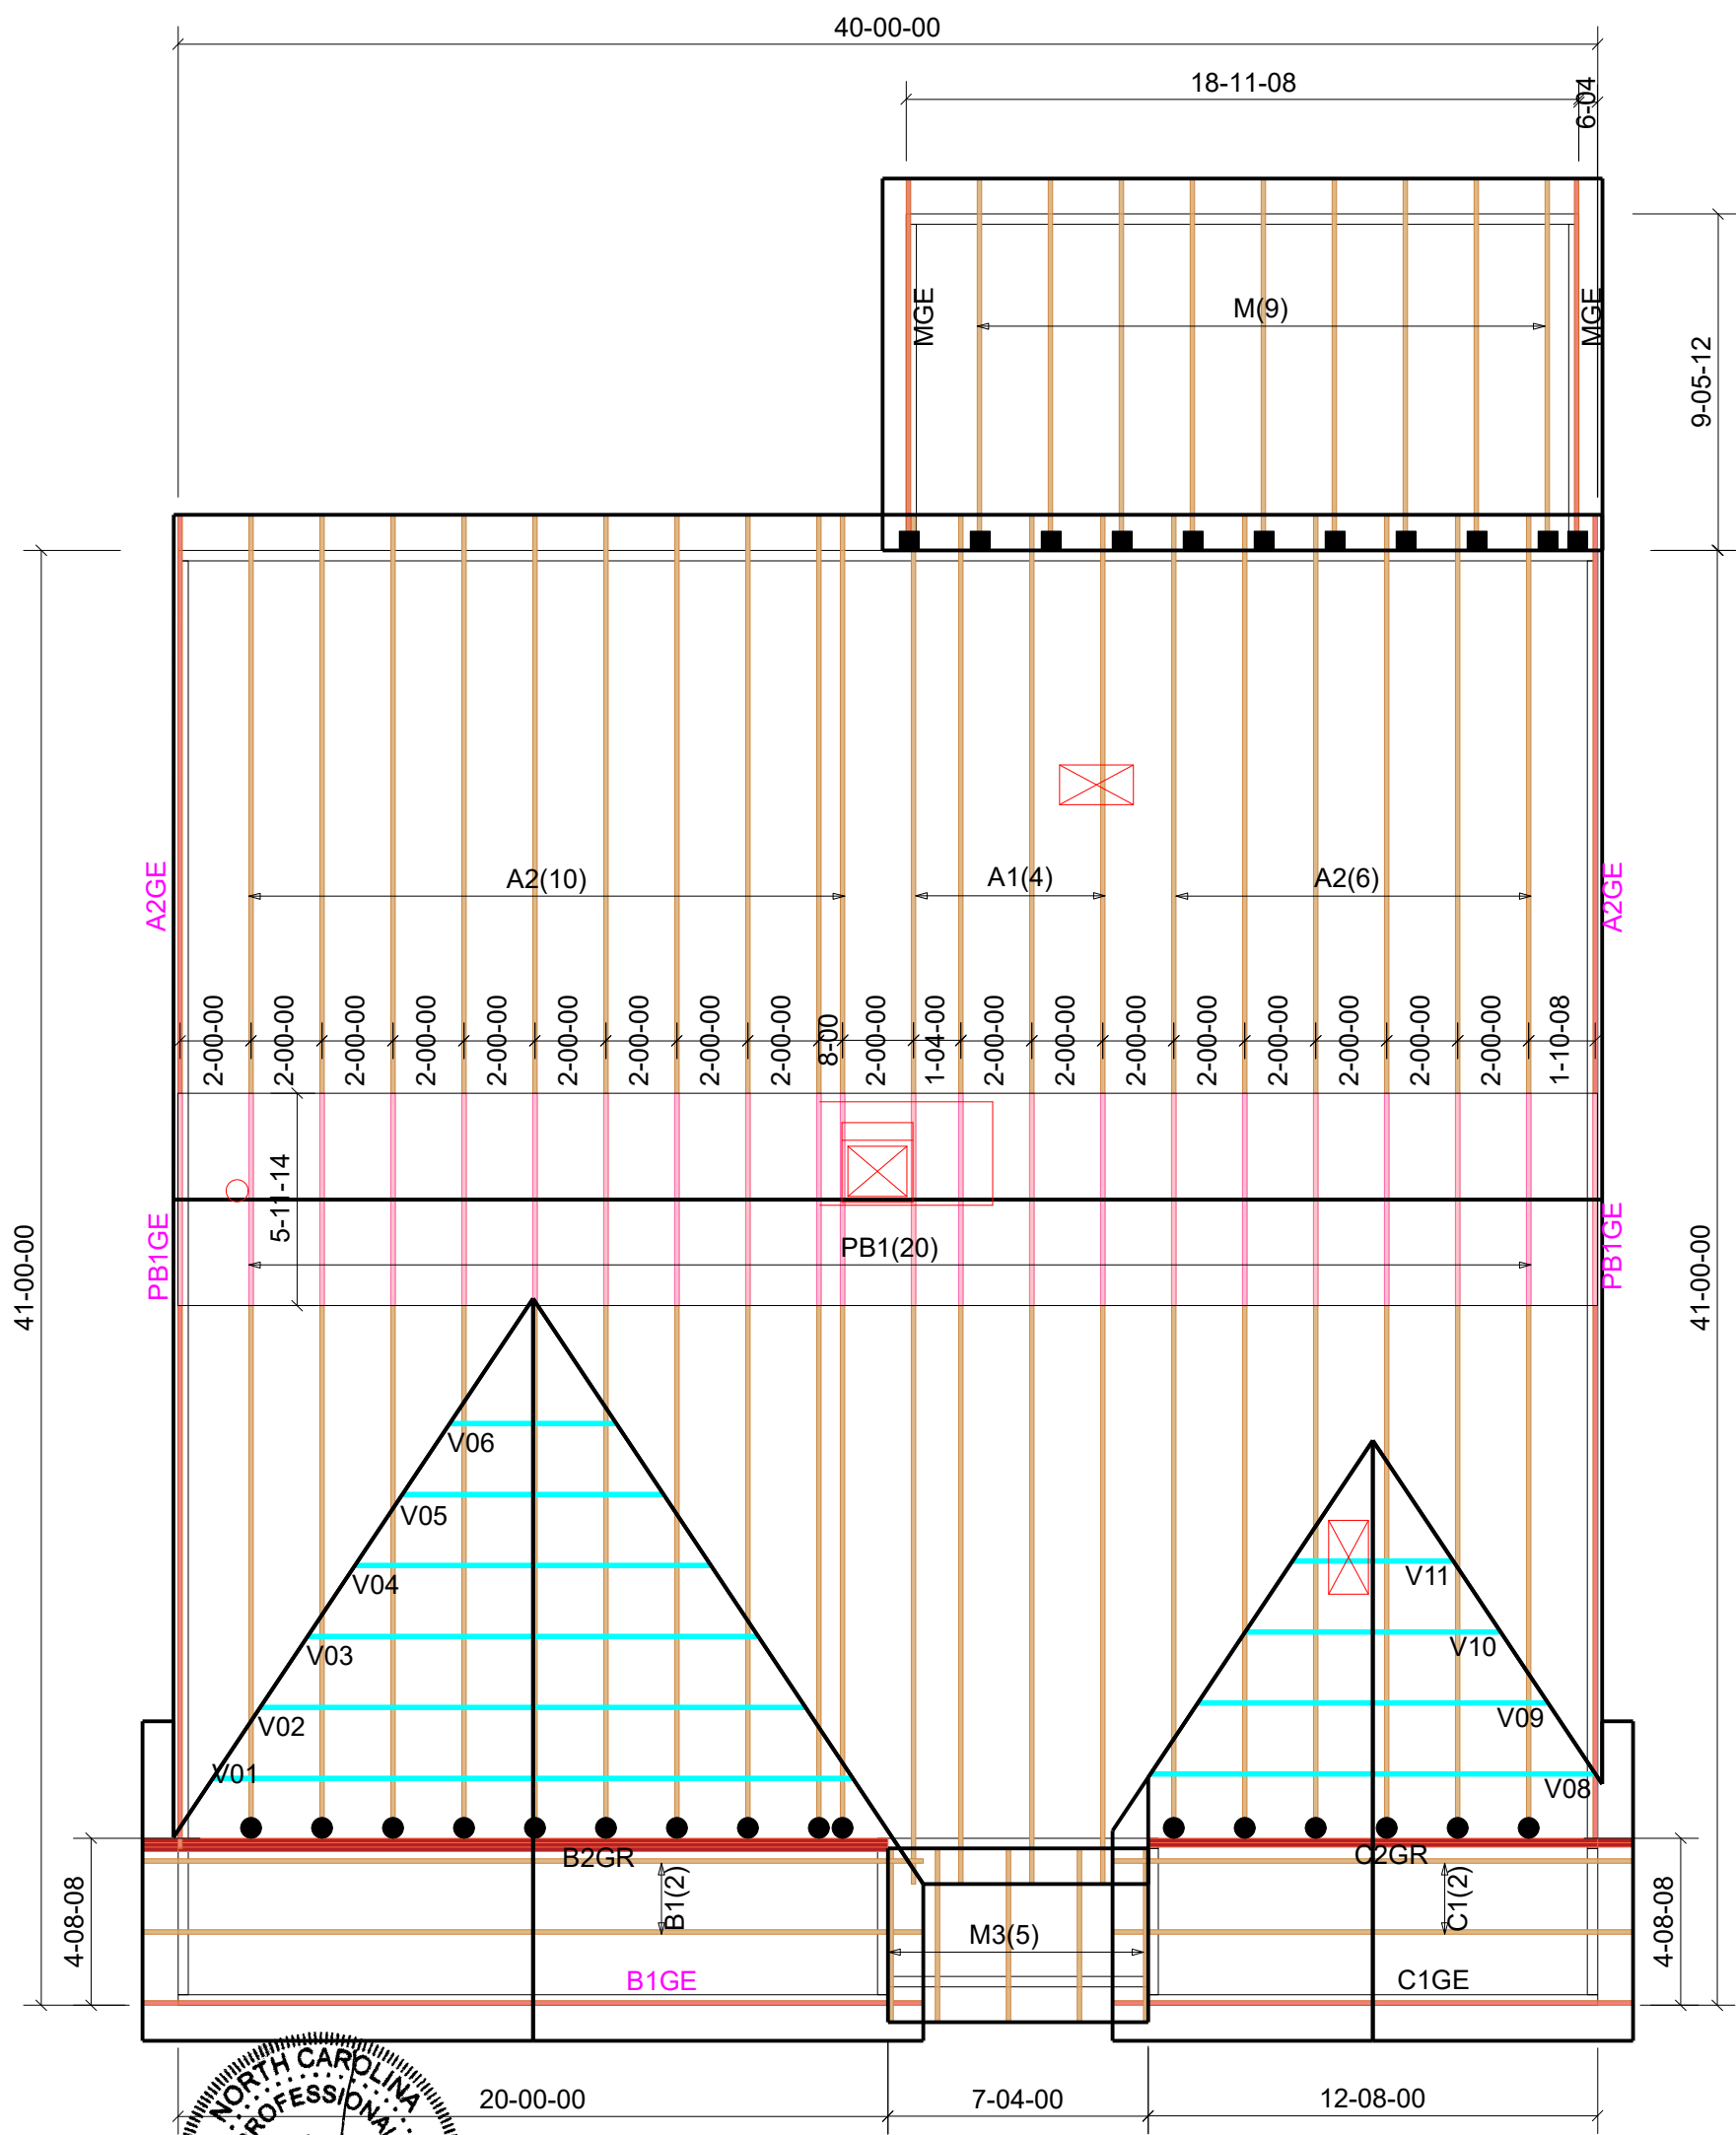 40-00-00
18-11-08
6-04
MGE
M(9)
MGE
9-05-12
A2GE
A2(10)
A1(4)
A2(6)
A2GE
2-00-00
2-00-00
2-00-00
2-00-00
2-00-00
2-00-00
2-00-00
2-00-00
2-00-00
8-00
2-00-00
1-04-00
2-00-00
2-00-00
2-00-00
2-00-00
2-00-00
2-00-00
2-00-00
2-00-00
1-10-08
5-11-14
PB1GE
PB1(20)
PB1GE
41-00-00
41-00-00
V06
V05
V04
V03
V02
V01
V11
V10
V09
V08
B2GR
C2GR
4-08-08
B1(2)
M3(5)
C1(2)
4-08-08
B1GE
C1GE
20-00-00
7-04-00
12-08-00
NORTH CAROLINA
PROFESSIONAL